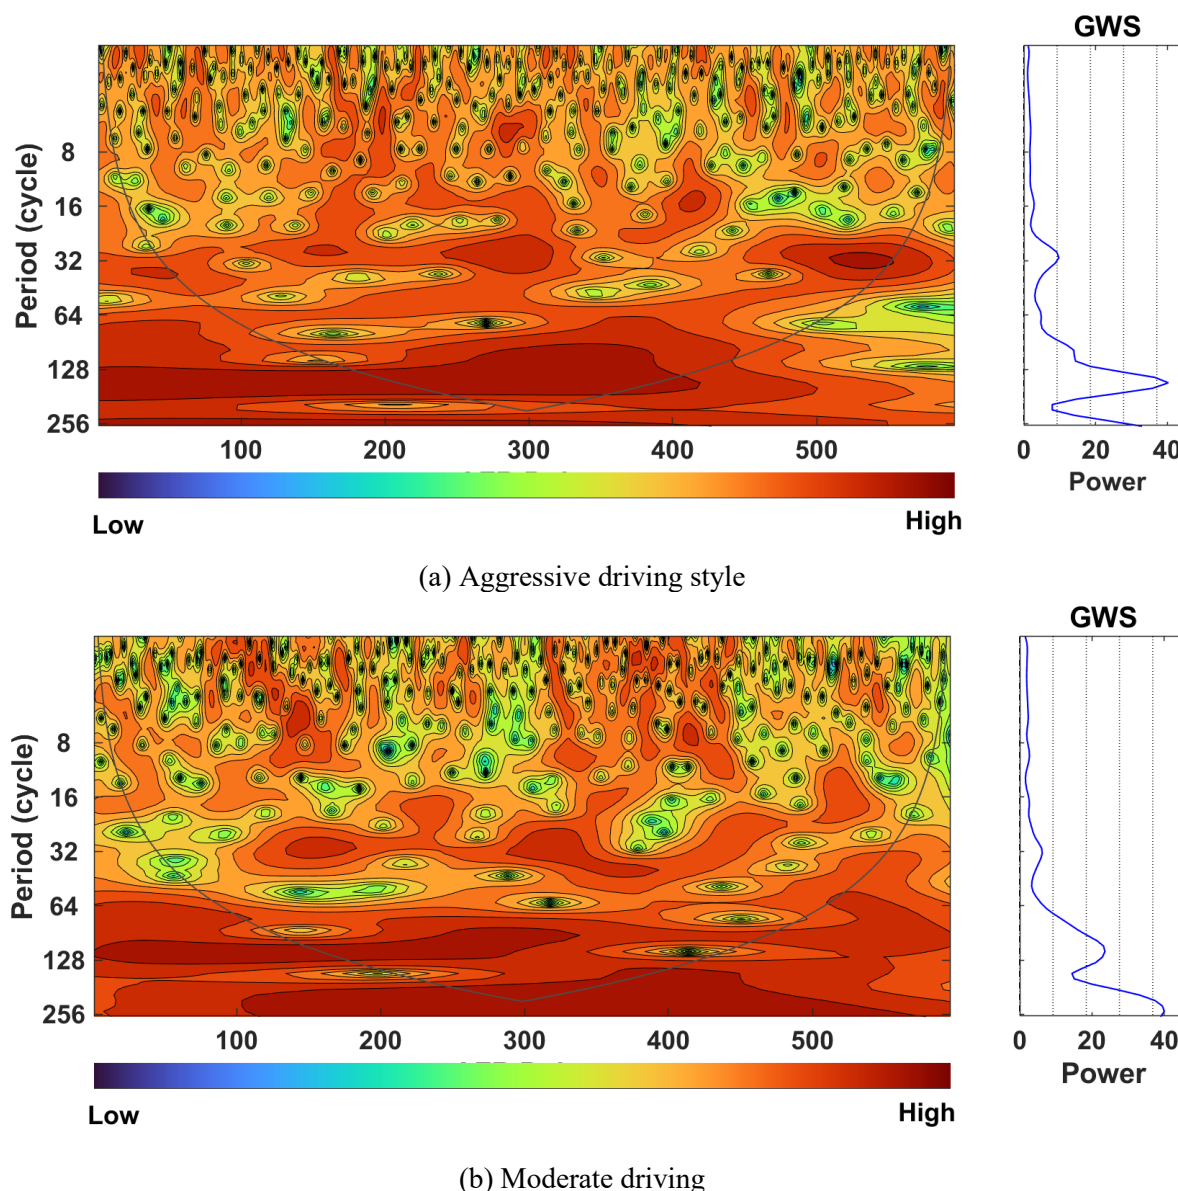 GWS
Period (cycle)
8
16
32
64
128
256
100 200 300 400 500
0 20 40
Power
Low High
(a) Aggressive driving style
GWS
Period (cycle)
8
16
32
64
128
256
100 200 300 400 500
0 20 40
Power
Low High
(b) Moderate driving